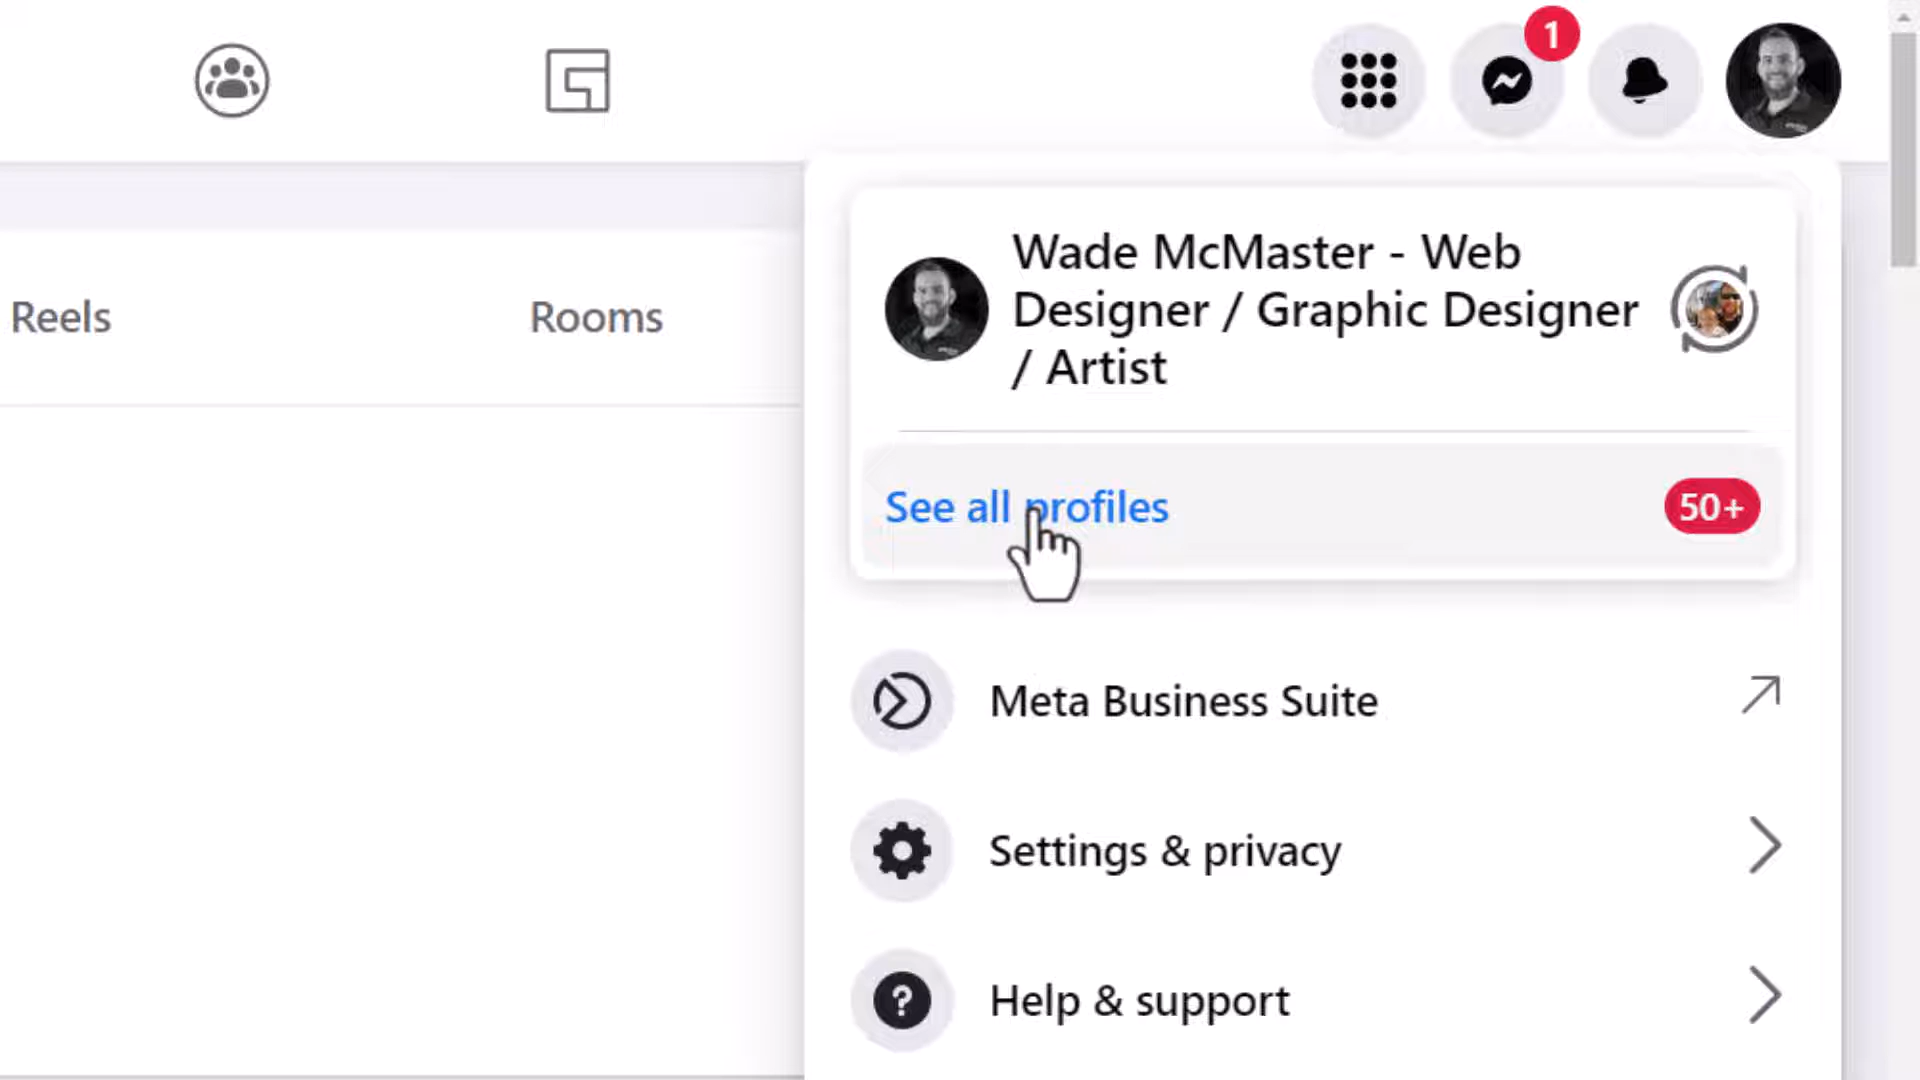 1
Wade McMaster - Web
Designer / Graphic Designer
/ Artist
Reels
Rooms
See all profiles
50+
Meta Business Suite
Settings & privacy
Help & support